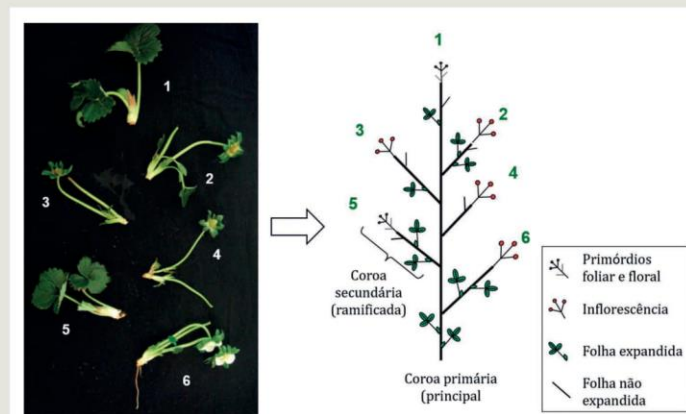 1
2
3
4
5
6
1
2
3
4
5
6
Coroa
secundária
(ramificada)
Coroa primária
(principal
Primórdios
foliar e floral
Inflorescência
Folha expandida
Folha não
expandida